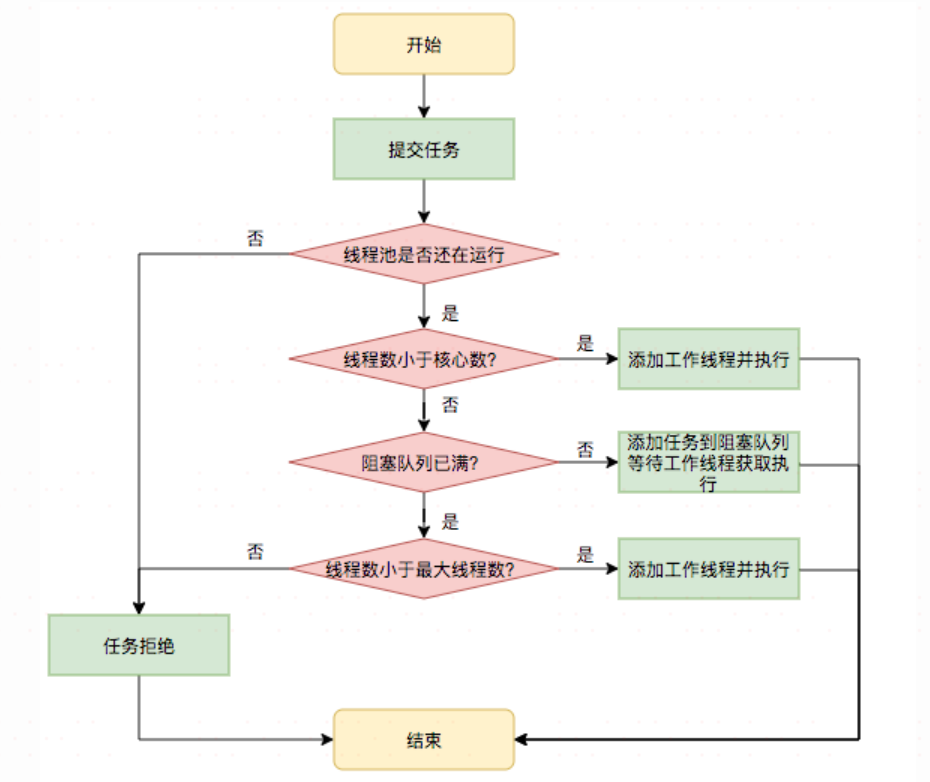 开始
提交任务
否
线程池是否还在运行
是
线程数小于核心数?
是
添加工作线程并执行
否
阻塞队列已满?
否
添加任务到阻塞队列
等待工作线程获取执
行
是
否
线程数小于最大线程数?
是
添加工作线程并执行
任务拒绝
结束